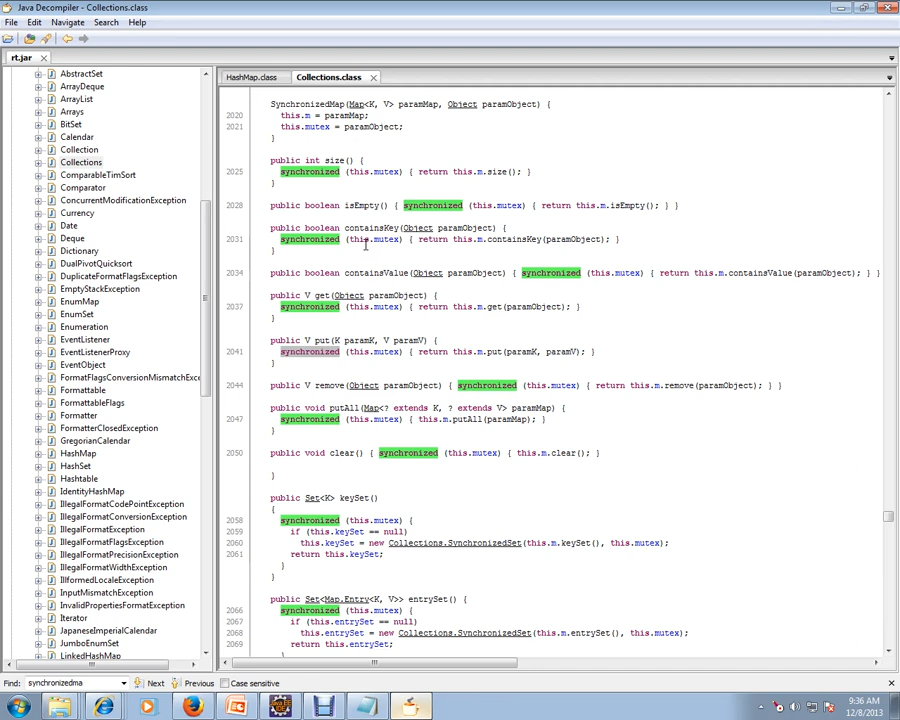 Java Decompiler - Collections.class
File Edit Navigate Search Help
rt.jar
AbstractSet
ArrayDeque
ArrayList
Arrays
BitSet
Calendar
Collection
Collections
ComparableTimSort
Comparator
ConcurrentModificationException
Currency
Date
Deque
Dictionary
DualPivotQuicksort
DuplicateFormatFlagsException
EmptyStackException
EnumMap
EnumSet
Enumeration
EventListener
EventListenerProxy
EventObject
FormatFlagsConversionMismatchExc
Formattable
FormattableFlags
Formatter
FormatterClosedException
GregorianCalendar
HashMap
HashSet
Hashtable
IdentityHashMap
IllegalFormatCodePointException
IllegalFormatConversionException
IllegalFormatException
IllegalFormatFlagsException
IllegalFormatPrecisionException
IllegalFormatWidthException
IllformedLocaleException
InputMismatchException
InvalidPropertiesFormatException
Iterator
JapaneseImperialCalendar
JumboEnumSet
LinkedHashMap
HashMap.class Collections.class
SynchronizedMap(Map<K, V> paramMap, Object paramObject) {
2020 this.m = paramMap;
2021 this.mutex = paramObject;
}
public int size() {
2025 synchronized (this.mutex) { return this.m.size(); }
}
2028 public boolean isEmpty() { synchronized (this.mutex) { return this.m.isEmpty(); } }
public boolean containsKey(Object paramObject) {
2031 synchronized (this.mutex) { return this.m.containsKey(paramObject); }
}
2034 public boolean containsValue(Object paramObject) { synchronized (this.mutex) { return this.m.containsValue(paramObject); } }
public V get(Object paramObject) {
2037 synchronized (this.mutex) { return this.m.get(paramObject); }
}
public V put(K paramK, V paramV) {
2041 synchronized (this.mutex) { return this.m.put(paramK, paramV); }
}
2044 public V remove(Object paramObject) { synchronized (this.mutex) { return this.m.remove(paramObject); } }
public void putAll(Map<? extends K, ? extends V> paramMap) {
2047 synchronized (this.mutex) { this.m.putAll(paramMap); }
}
2050 public void clear() { synchronized (this.mutex) { this.m.clear(); }
}
public Set<K> keySet()
{
2058 synchronized (this.mutex) {
2059 if (this.keySet == null)
2060 this.keySet = new Collections.SynchronizedSet(this.m.keySet(), this.mutex);
2061 return this.keySet;
}
}
public Set<Map.Entry<K, V>> entrySet() {
2066 synchronized (this.mutex) {
2067 if (this.entrySet == null)
2068 this.entrySet = new Collections.SynchronizedSet(this.m.entrySet(), this.mutex);
2069 return this.entrySet;
}
Find: synchronizedma Next Previous Case sensitive
9:36 AM
12/8/2013